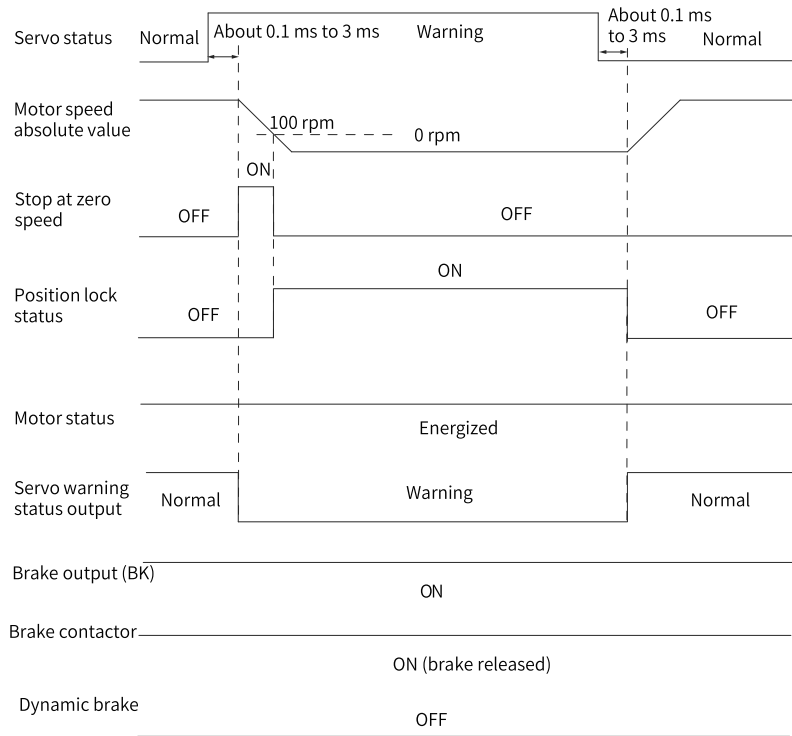 Servo status
Normal
About 0.1 ms to 3 ms
Warning
About 0.1 ms
to 3 ms
Normal
Motor speed
absolute value
100 rpm
0 rpm
ON
Stop at zero
speed
OFF
OFF
ON
Position lock
status
OFF
OFF
Motor status
Energized
Servo warning
status output
Normal
Warning
Normal
Brake output (BK)
ON
Brake contactor
ON (brake released)
Dynamic brake
OFF